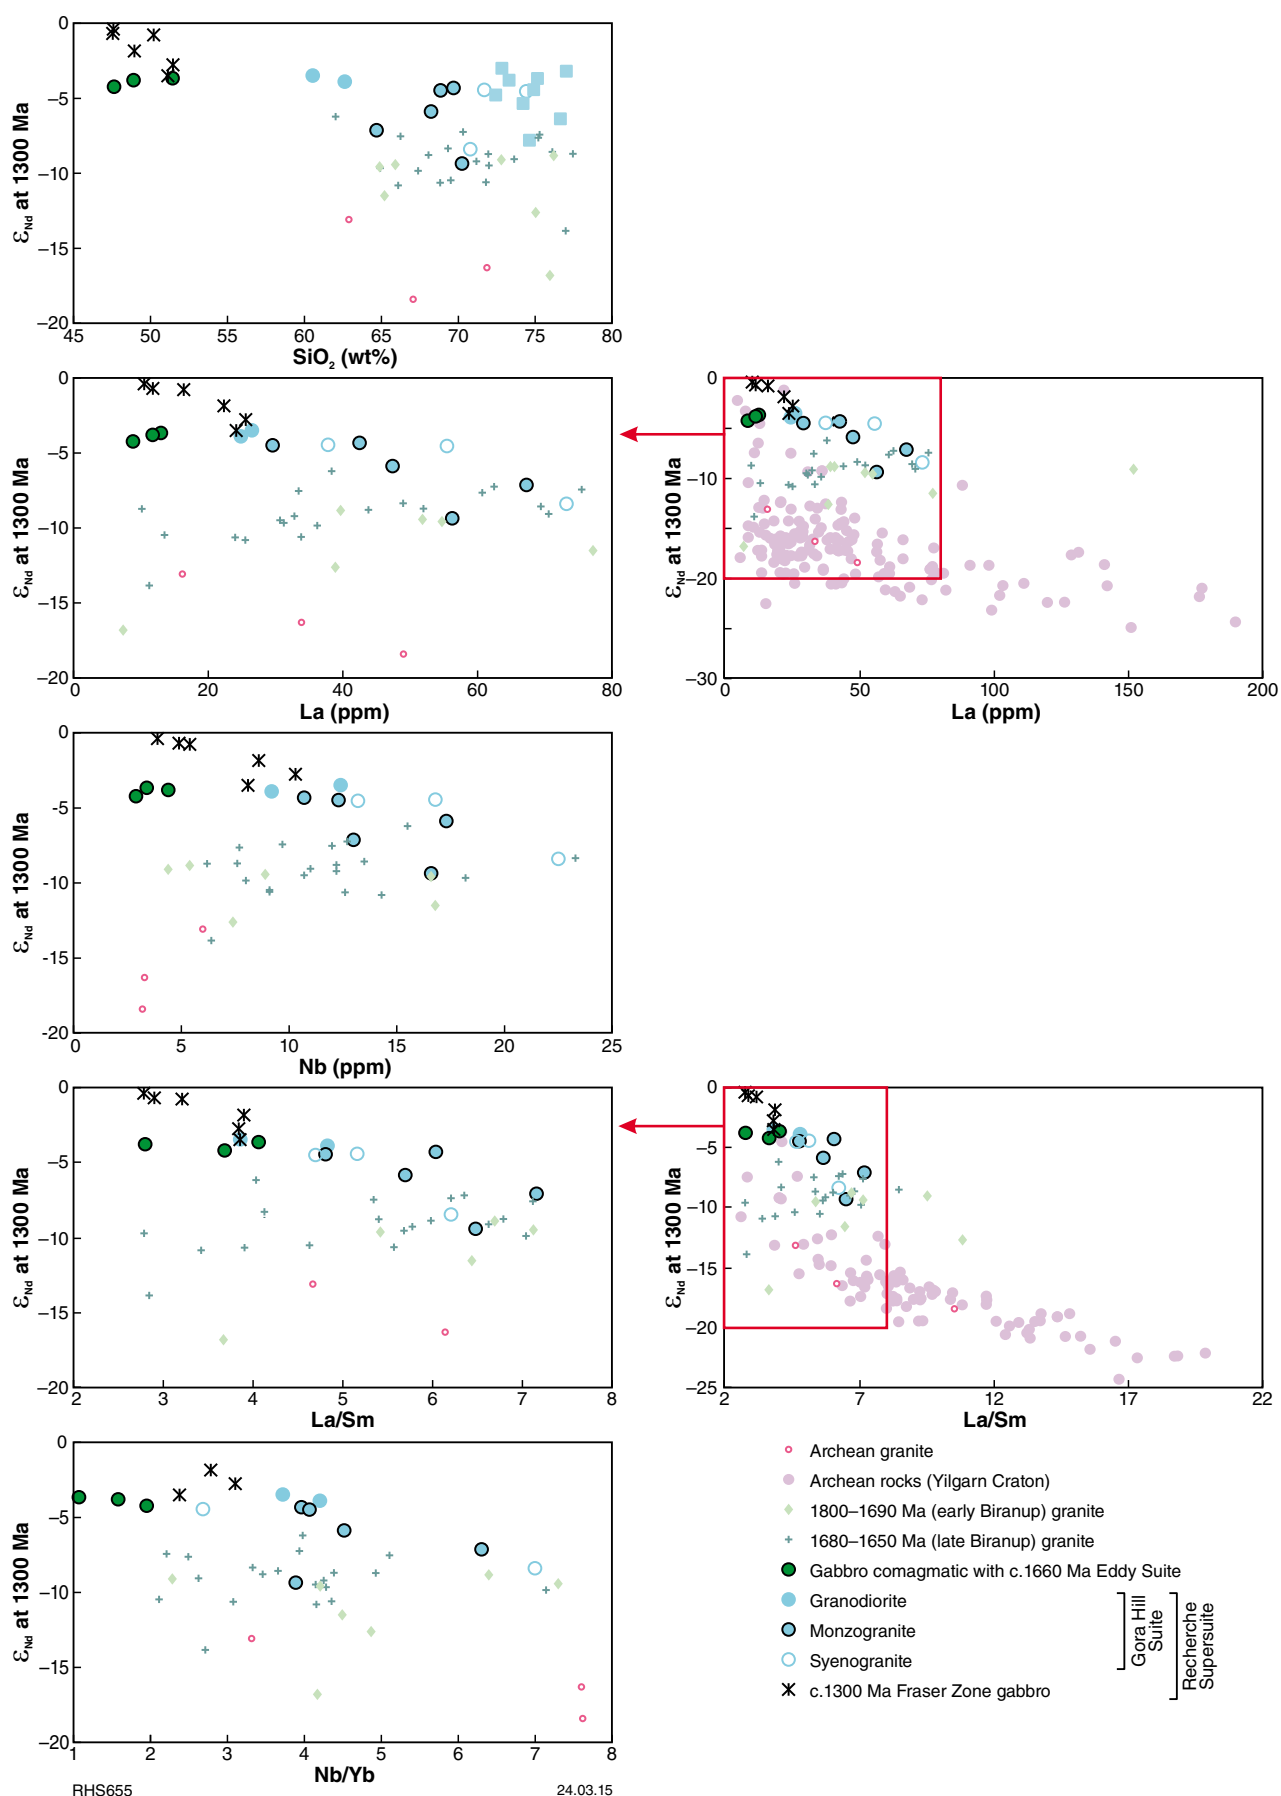 0
−5
−10
−15
−20
εNd at 1300 Ma
45 50 55 60 65 70 75 80
SiO₂ (wt%)
0
−5
−10
−15
−20
εNd at 1300 Ma
0 20 40 60 80
La (ppm)
0
−10
−20
−30
εNd at 1300 Ma
0 50 100 150 200
La (ppm)
0
−5
−10
-15
-20
εNd at 1300 Ma
0 5 10 15 20 25
Nb (ppm)
0
−5
−10
−15
−20
εNd at 1300 Ma
2 3 4 5 6 7 8
La/Sm
0
−5
−10
−15
−20
−25
εNd at 1300 Ma
2 7 12 17 22
La/Sm
0
−5
−10
−15
−20
εNd at 1300 Ma
1 2 3 4 5 6 7 8
Nb/Yb
Archean granite
Archean rocks (Yilgarn Craton)
1800–1690 Ma (early Biranup) granite
1680–1650 Ma (late Biranup) granite
Gabbro comagmatic with c.1660 Ma Eddy Suite
Granodiorite
Monzogranite
Syenogranite
c.1300 Ma Fraser Zone gabbro
Gora Hill
Suite
Recherche
Supersuite
RHS655
24.03.15